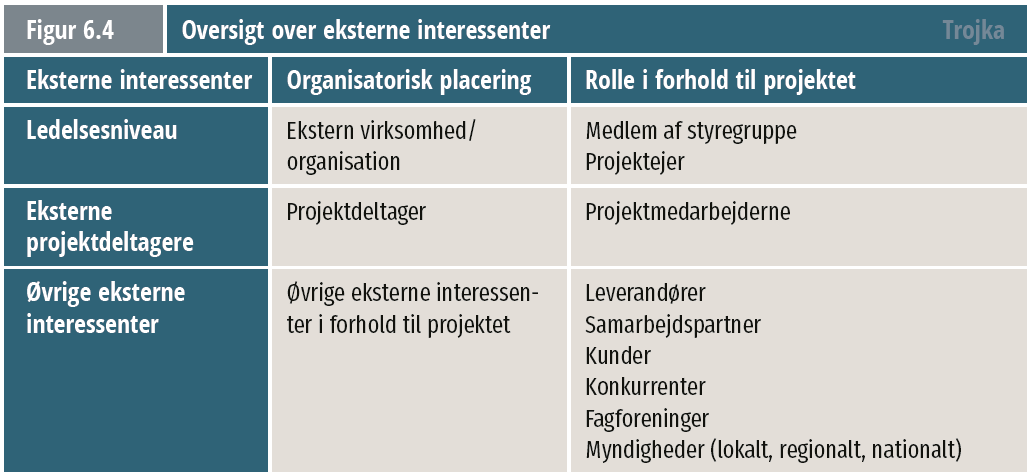 Figur 6.4
Oversigt over eksterne interessenter
Trojka
Eksterne interessenter
Organisatorisk placering
Rolle i forhold til projektet
Ledelsesniveau
Ekstern virksomhed/
organisation
Medlem af styregruppe
Projektejer
Eksterne
projektdeltagere
Projektdeltager
Projektmedarbejderne
Øvrige eksterne
interessenter
Øvrige eksterne interessen-
ter i forhold til projektet
Leverandører
Samarbejdspartner
Kunder
Konkurrenter
Fagforeninger
Myndigheder (lokalt, regionalt, nationalt)